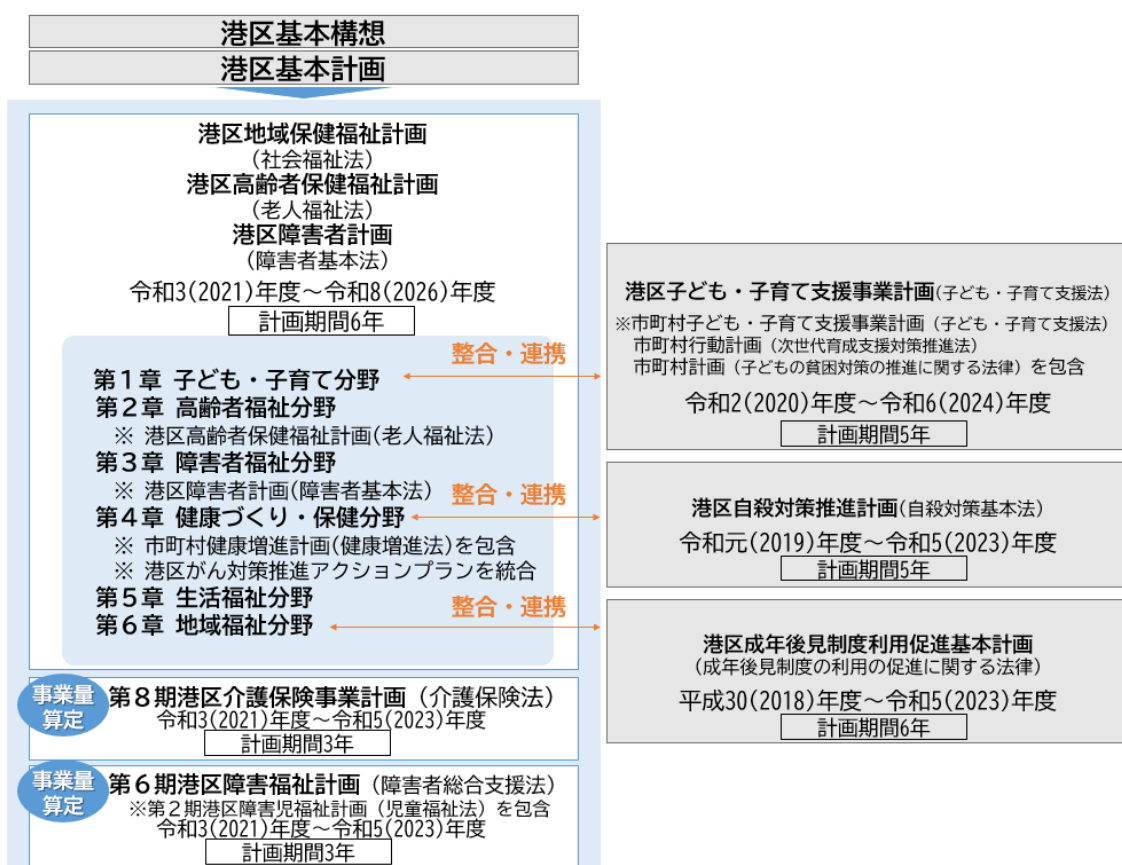 港区基本構想
港区基本計画
港区地域保健福祉計画
(社会福祉法)
港区高齢者保健福祉計画
(老人福祉法)
港区障害者計画
(障害者基本法)
令和3(2021)年度～令和8(2026)年度
計画期間6年
整合・連携
第１章 子ども・子育て分野
第２章 高齢者福祉分野
※ 港区高齢者保健福祉計画(老人福祉法)
第３章 障害者福祉分野
※ 港区障害者計画(障害者基本法)
整合・連携
第４章 健康づくり・保健分野
※ 市町村健康増進計画(健康増進法)を包含
※ 港区がん対策推進アクションプランを統合
第５章 生活福祉分野
整合・連携
第６章 地域福祉分野
港区子ども・子育て支援事業計画(子ども・子育て支援法)
※市町村子ども・子育て支援事業計画（子ども・子育て支援法）
市町村行動計画（次世代育成支援対策推進法）
市町村計画（子どもの貧困対策の推進に関する法律）を包含
令和2(2020)年度～令和6(2024)年度
計画期間5年
港区自殺対策推進計画(自殺対策基本法)
令和元(2019)年度～令和5(2023)年度
計画期間5年
港区成年後見制度利用促進基本計画
(成年後見制度の利用の促進に関する法律)
平成30(2018)年度～令和5(2023)年度
計画期間6年
事業量
算定
第８期港区介護保険事業計画（介護保険法）
令和3(2021)年度～令和5(2023)年度
計画期間3年
事業量
算定
第６期港区障害福祉計画（障害者総合支援法）
※第２期港区障害児福祉計画（児童福祉法）を包含
令和3(2021)年度～令和5(2023)年度
計画期間3年